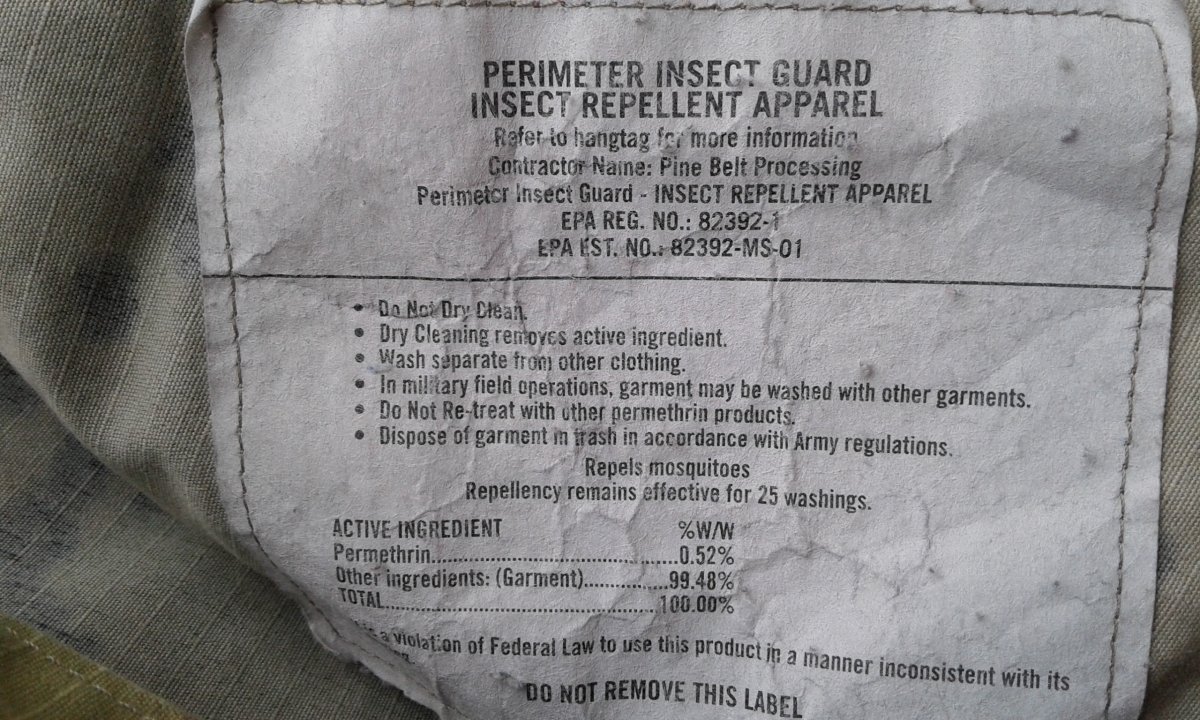 PERIMETER INSECT GUARD
INSECT REPELLENT APPAREL
Refer to hangtag for more information
Contractor Name: Pine Belt Processing
Perimeter Insect Guard - INSECT REPELLENT APPAREL
EPA REG. NO.: 82392-1
EPA EST. NO.: 82392-MS-01
• Do Not Dry Clean.
• Dry Cleaning removes active ingredient.
• Wash separate from other clothing.
• In military field operations, garment may be washed with other garments.
• Do Not Re-treat with other permethrin products.
• Dispose of garment in trash in accordance with Army regulations.
Repels mosquitoes
Repellency remains effective for 25 washings.
ACTIVE INGREDIENT %W/W
Permethrin..............................0.52%
Other ingredients: (Garment)...............99.48%
TOTAL.................................100.00%
is a violation of Federal Law to use this product in a manner inconsistent with its
DO NOT REMOVE THIS LABEL